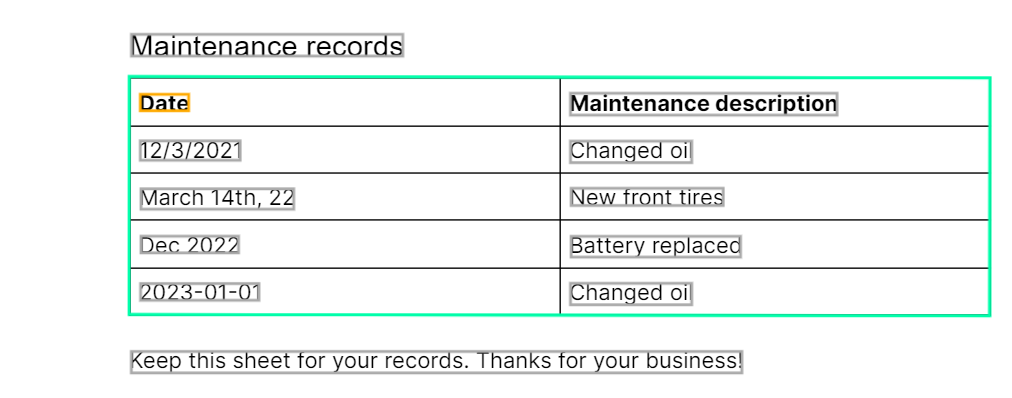 Maintenance records
Date Maintenance description
12/3/2021 Changed oil
March 14th, 22 New front tires
Dec 2022 Battery replaced
2023-01-01 Changed oil
Keep this sheet for your records. Thanks for your business!